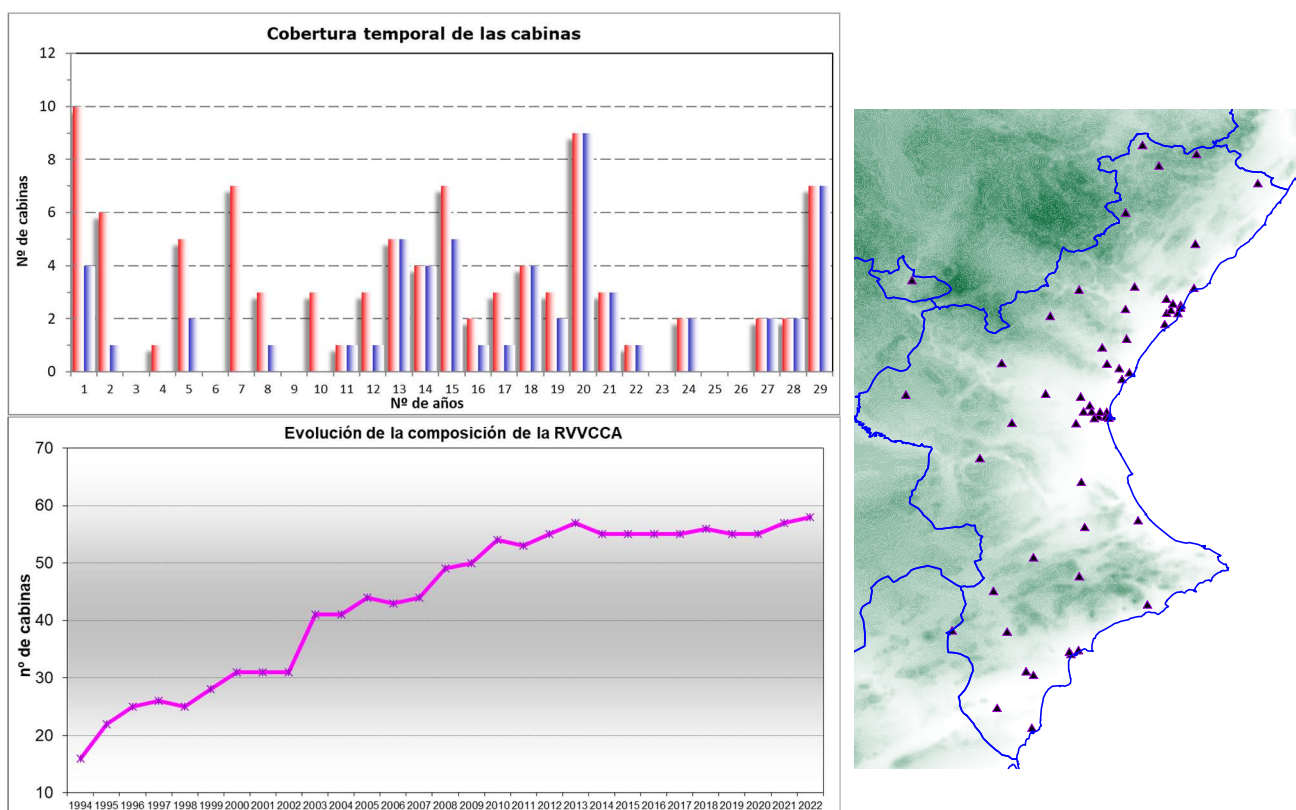 Cobertura temporal de las cabinas
12
10
8
6
4
2
0
Nº de cabinas
1 2 3 4 5 6 7 8 9 10 11 12 13 14 15 16 17 18 19 20 21 22 23 24 25 26 27 28 29
Nº de años
Evolución de la composición de la RVVCCA
70
60
50
40
30
20
10
nº de cabinas
1994 1995 1996 1997 1998 1999 2000 2001 2002 2003 2004 2005 2006 2007 2008 2009 2010 2011 2012 2013 2014 2015 2016 2017 2018 2019 2020 2021 2022